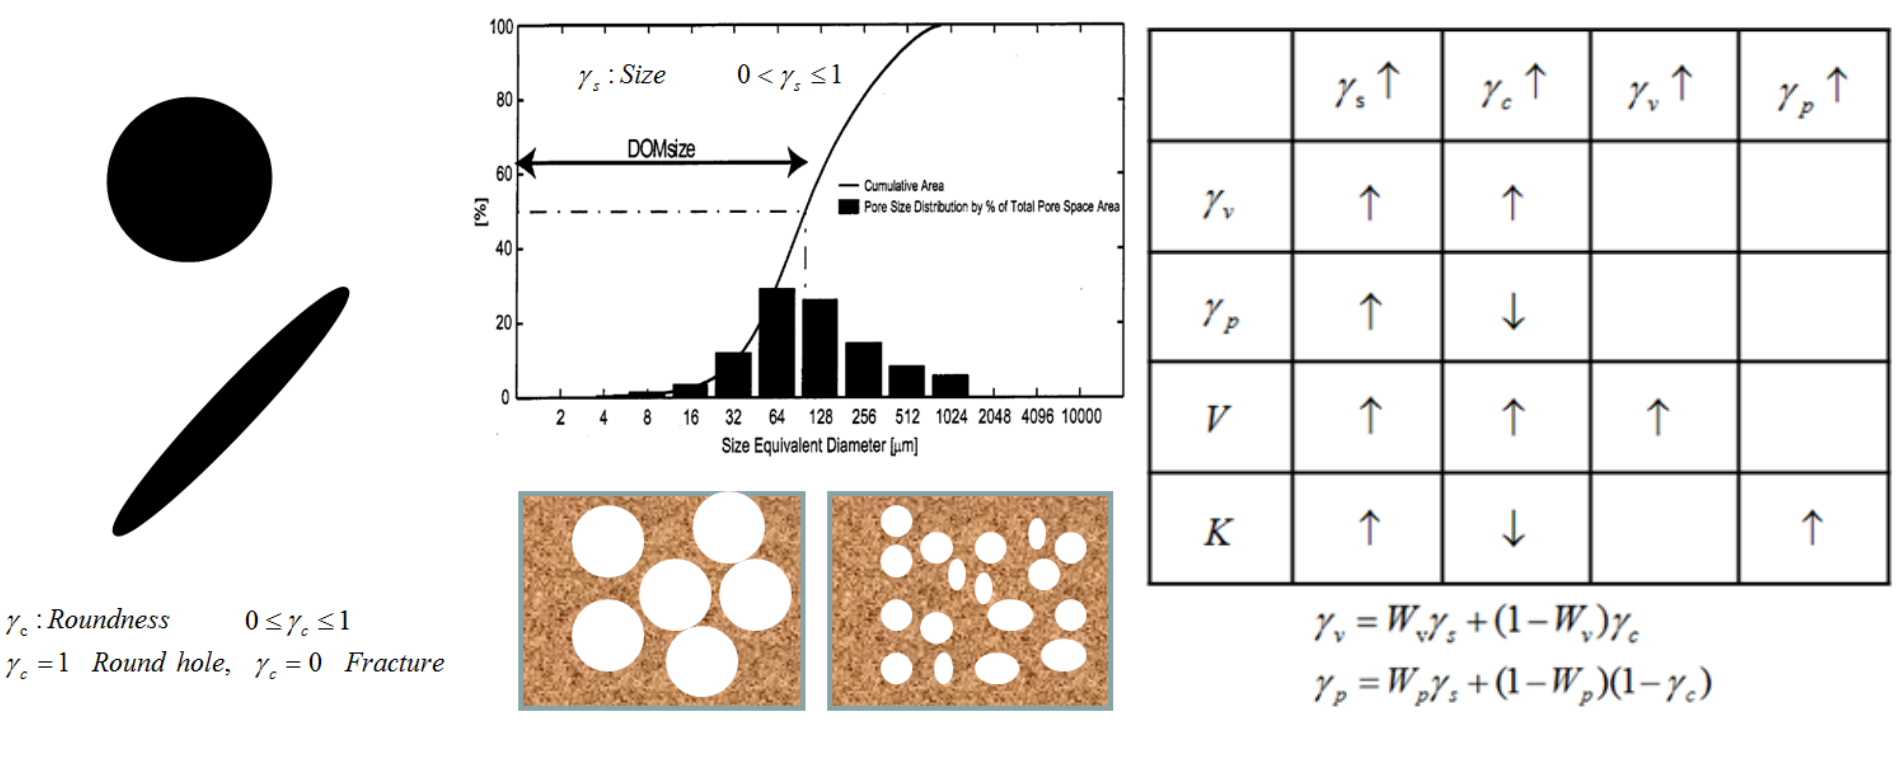 γc : Roundness 0 ≤ γc ≤ 1
γc = 1 Round hole, γc = 0 Fracture
100
80
60
40
20
0
[%]
γs : Size 0 < γs ≤ 1
DOMsize
Cumulative Area
Pore Size Distribution by % of Total Pore Space Area
2 4 8 16 32 64 128 256 512 1024 2048 4096 10000
Size Equivalent Diameter [μm]
γs ↑ γc ↑ γv ↑ γp ↑
γv ↑ ↑
γp ↑ ↓
V ↑ ↑ ↑
K ↑ ↓ ↑
γv = Wvγs + (1 − Wv)γc
γp = Wpγs + (1 − Wp)(1 − γc)